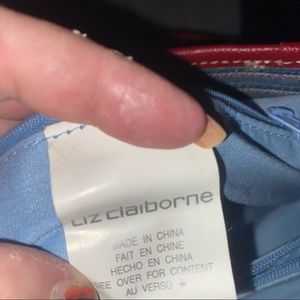 Liz claiborne
MADE IN CHINA
FAIT EN CHINE
HECHO EN CHINA
SEE OVER FOR CONTENT
AU VERSO